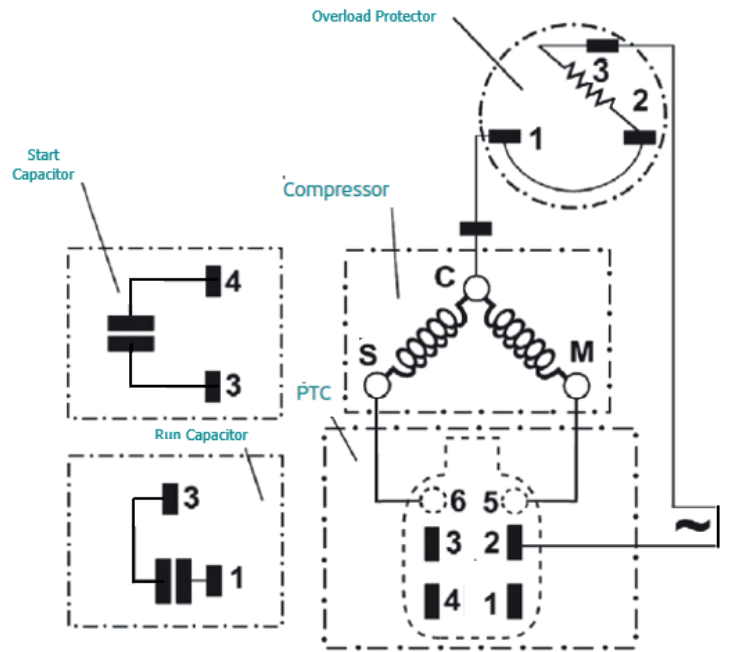 Overload Protector
3
2
1
Start
Capacitor
Compressor
4
3
C
S
M
PTC
Run Capacitor
3
1
6 5
3 2
4 1
~